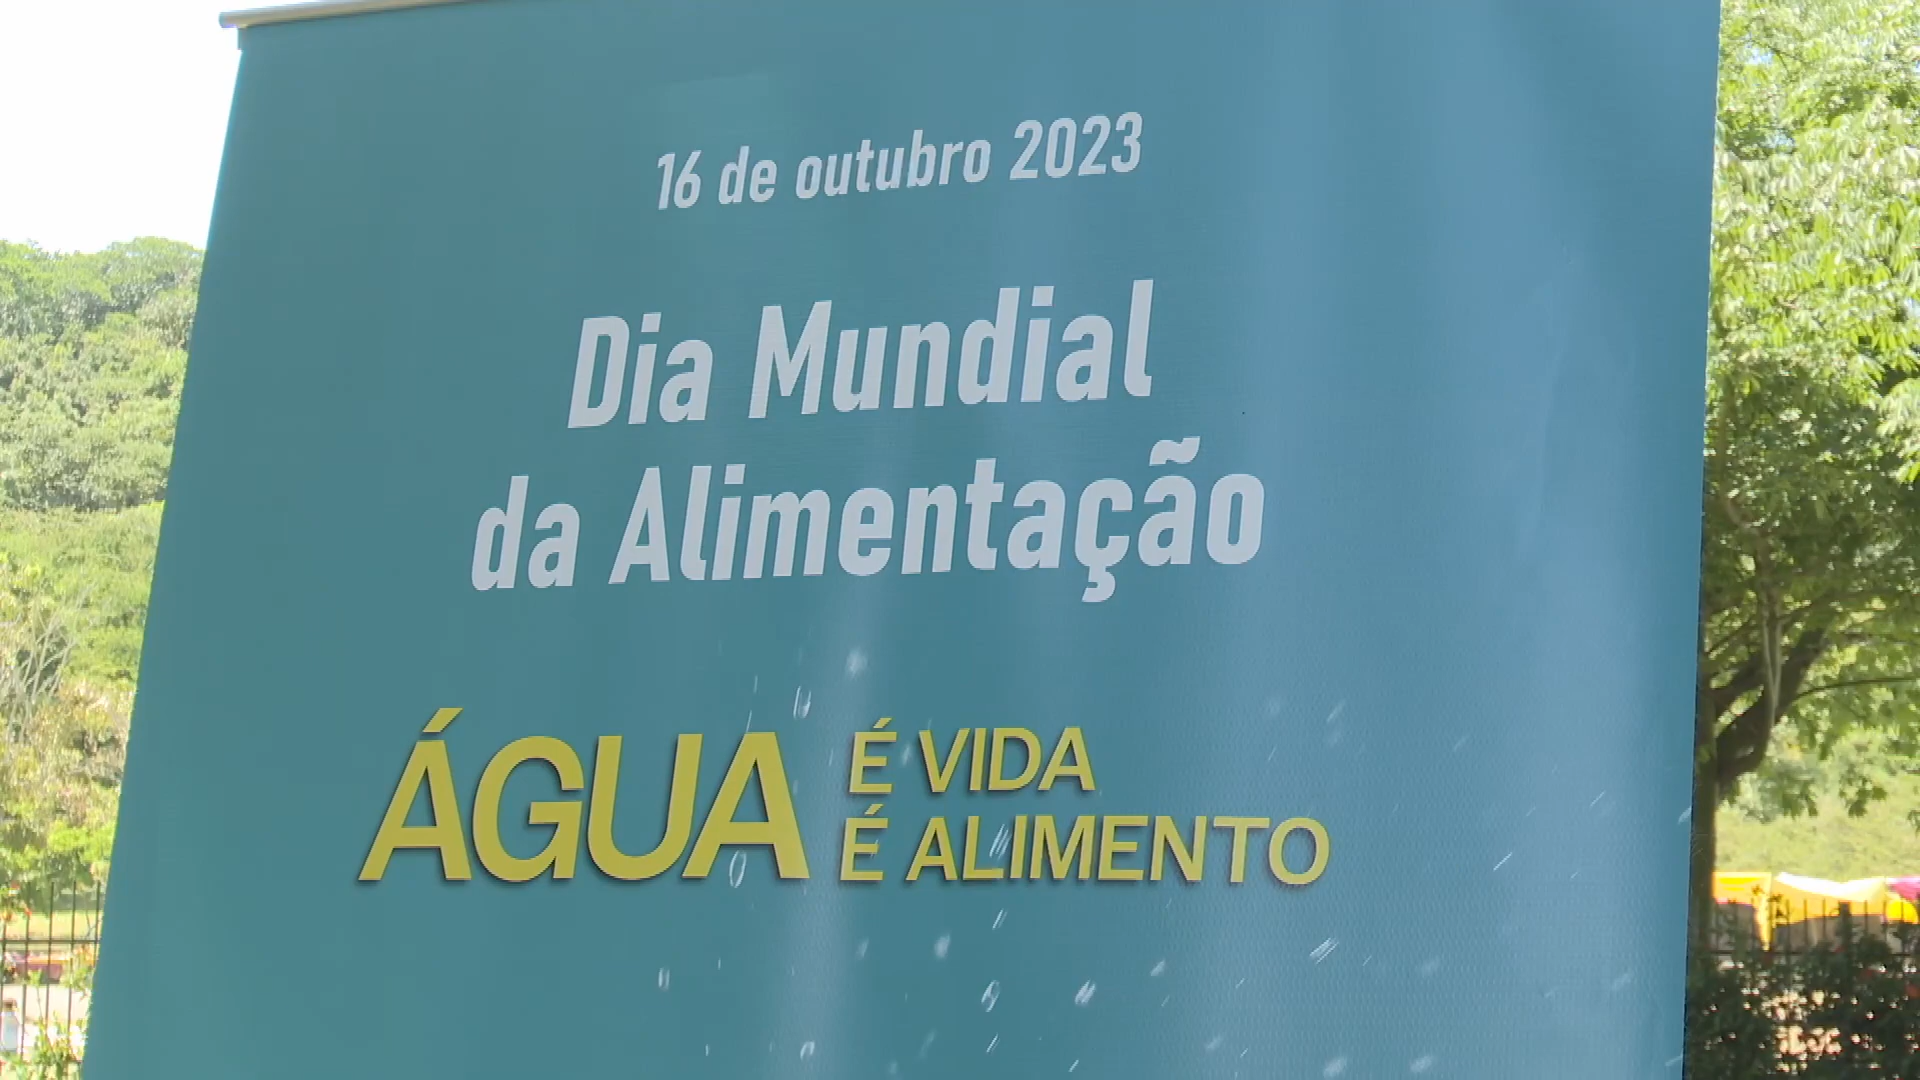 16 de outubro 2023
Dia Mundial
da Alimentação
ÁGUA É VIDA
É ALIMENTO